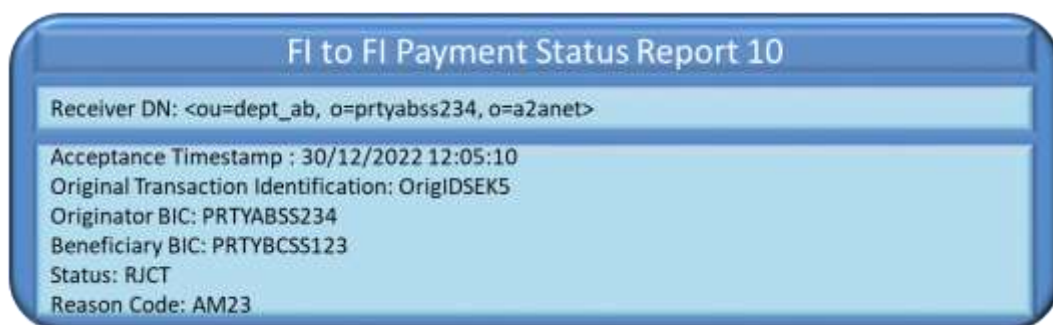 FI to FI Payment Status Report 10
Receiver DN: <ou=dept_ab, o=prtyabss234, o=a2anet>
Acceptance Timestamp : 30/12/2022 12:05:10
Original Transaction Identification: OrigIDSEK5
Originator BIC: PRTYABSS234
Beneficiary BIC: PRTYBCSS123
Status: RJCT
Reason Code: AM23